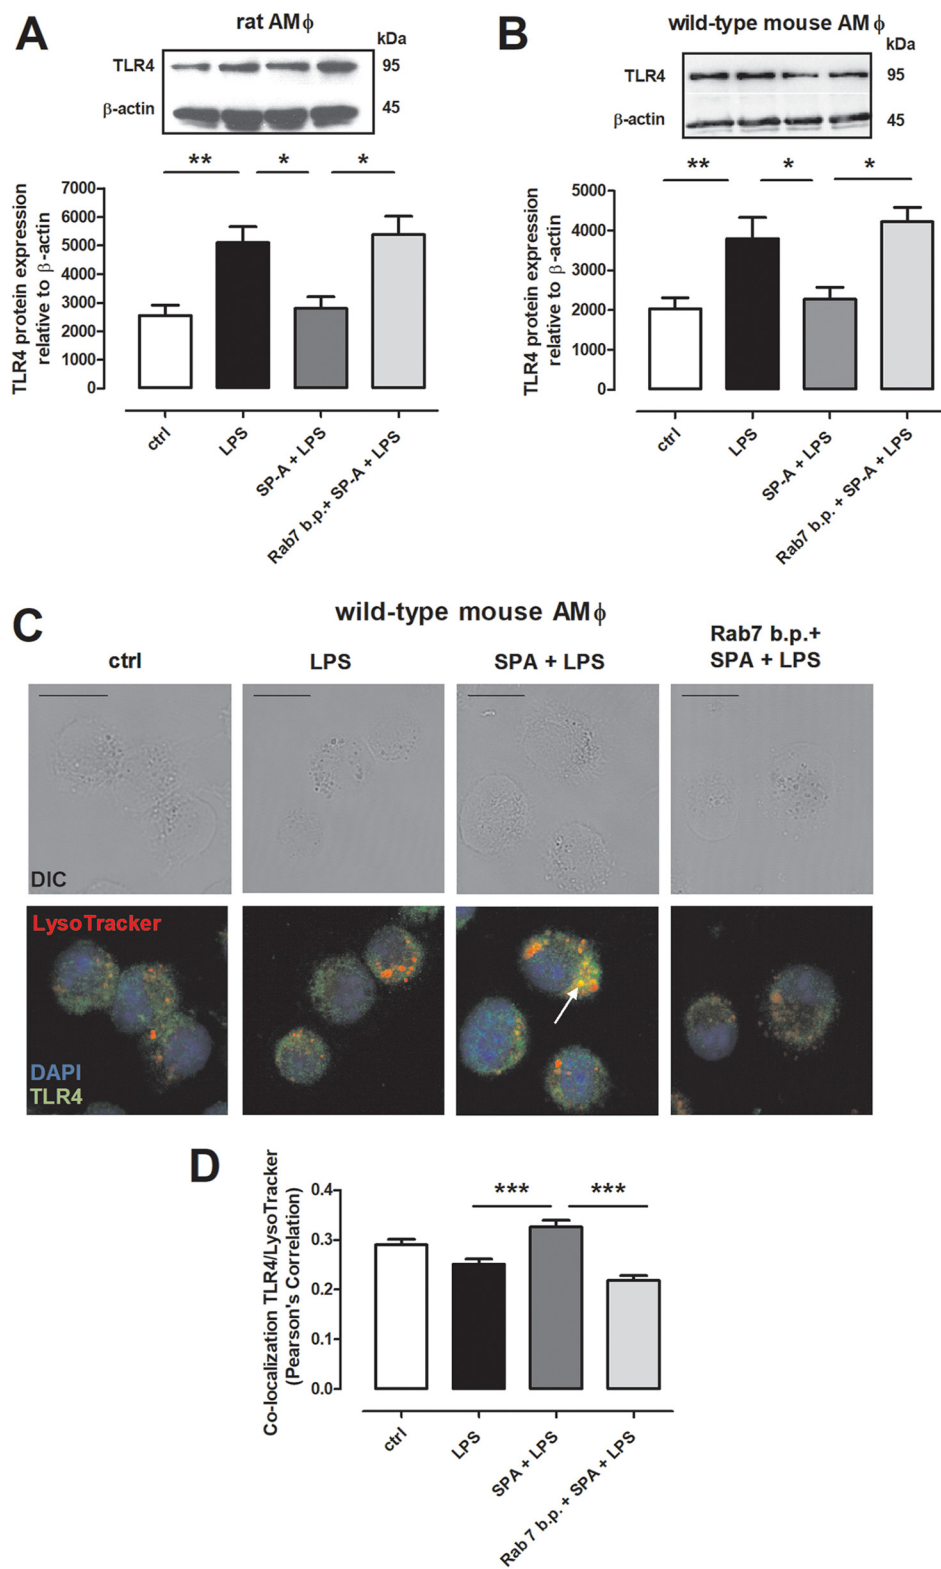 A
rat AMϕ
kDa
TLR4
95
β-actin
45
**
*
*
TLR4 protein expression
relative to β-actin
7000
6000
5000
4000
3000
2000
1000
0
ctrl
LPS
SP-A + LPS
Rab7 b.p.+ SP-A + LPS
B
wild-type mouse AMϕ
kDa
TLR4
95
β-actin
45
**
*
*
TLR4 protein expression
relative to β-actin
5000
4000
3000
2000
1000
0
ctrl
LPS
SP-A + LPS
Rab7 b.p.+ SP-A + LPS
C
wild-type mouse AMϕ
ctrl
LPS
SPA + LPS
Rab7 b.p.+
SPA + LPS
DIC
LysoTracker
DAPI
TLR4
D
Co-localization TLR4/LysoTracker
(Pearson's Correlation)
***
***
0.4
0.3
0.2
0.1
0.0
ctrl
LPS
SPA + LPS
Rab 7 b.p. + SPA + LPS